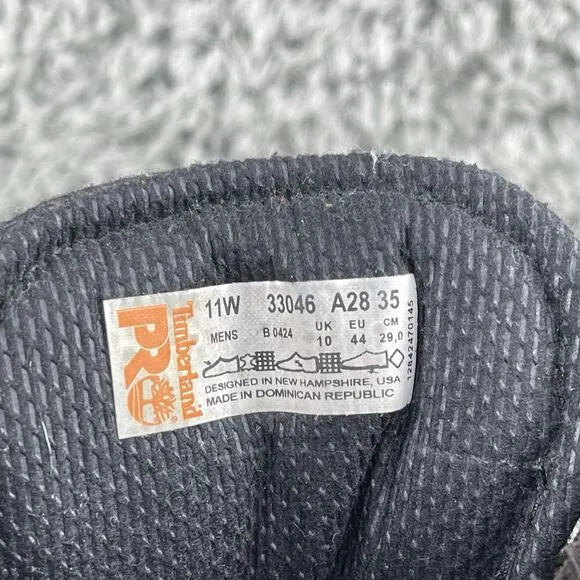 Timberland
PRO
11W 33046 A28 35
MENS B 0424 UK EU CM
10 44 29,0
DESIGNED IN NEW HAMPSHIRE, USA
MADE IN DOMINICAN REPUBLIC
12842470145